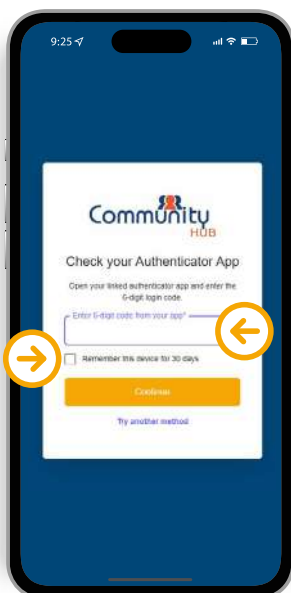 9:25
Community
HUB
Check your Authenticator App
Open your linked authenticator app and enter the
6-digit login code.
Enter 6-digit code from your app*
Remember this device for 30 days
Continue
Try another method